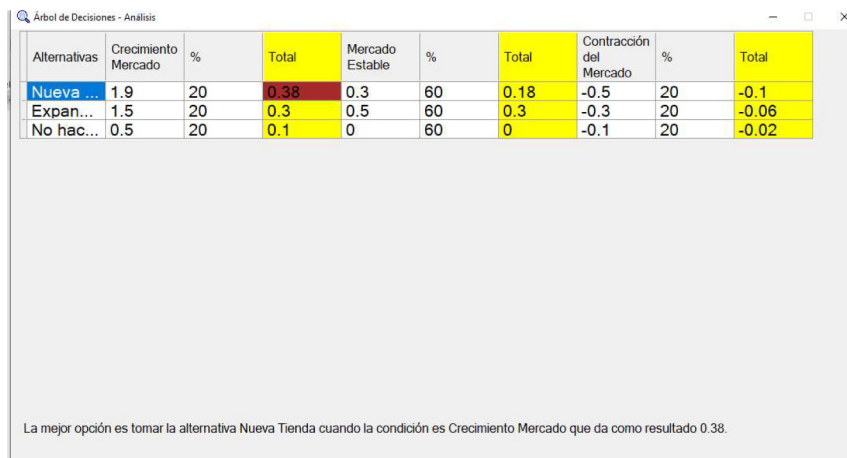 Árbol de Decisiones - Análisis
Alternativas Crecimiento Mercado % Total Mercado Estable % Total Contracción del Mercado % Total
Nueva ... 1.9 20 0.38 0.3 60 0.18 -0.5 20 -0.1
Expan... 1.5 20 0.3 0.5 60 0.3 -0.3 20 -0.06
No hac... 0.5 20 0.1 0 60 0 -0.1 20 -0.02
La mejor opción es tomar la alternativa Nueva Tienda cuando la condición es Crecimiento Mercado que da como resultado 0.38.